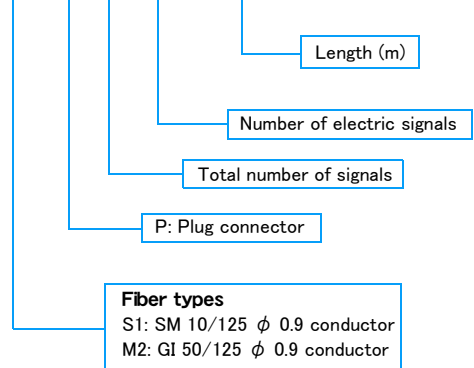 Length (m)
Number of electric signals
Total number of signals
P: Plug connector
Fiber types
S1: SM 10/125 φ 0.9 conductor
M2: GI 50/125 φ 0.9 conductor